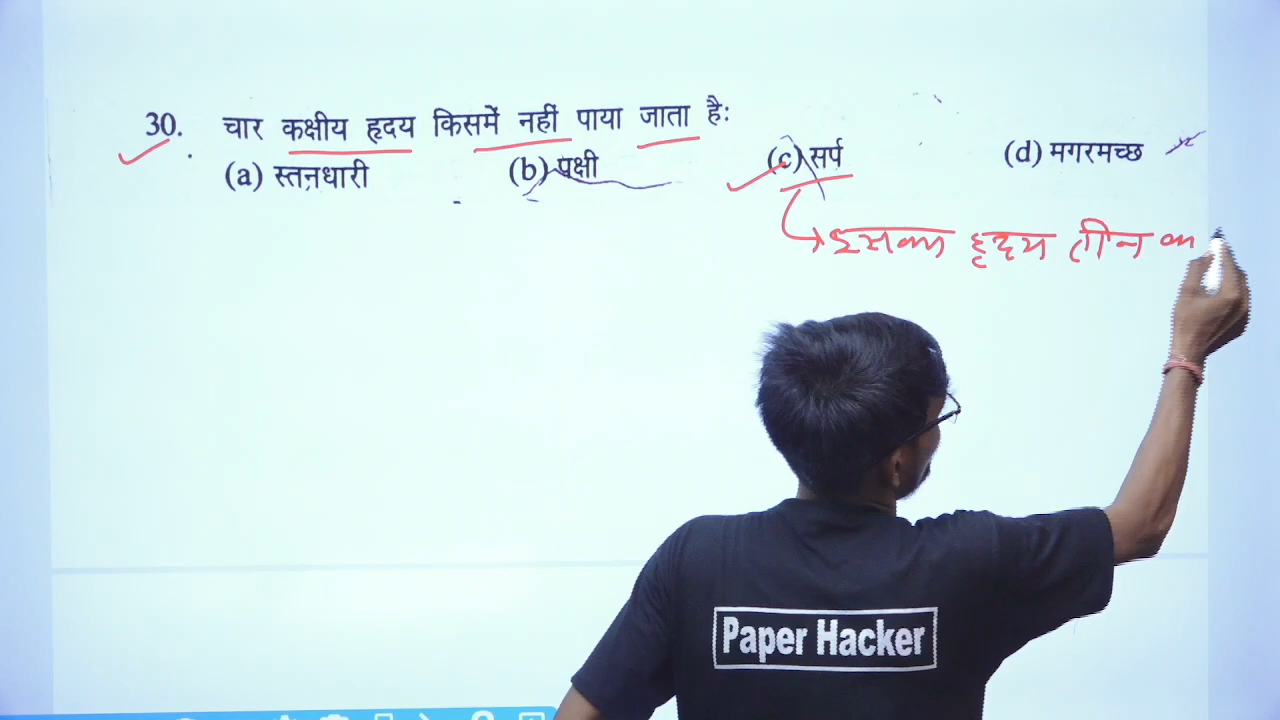 30. चार कक्षीय हृदय किसमें नहीं पाया जाता है:
(a) स्तनधारी (b) पक्षी (c) सर्प (d) मगरमच्छ
इसका हृदय तीन क
Paper Hacker